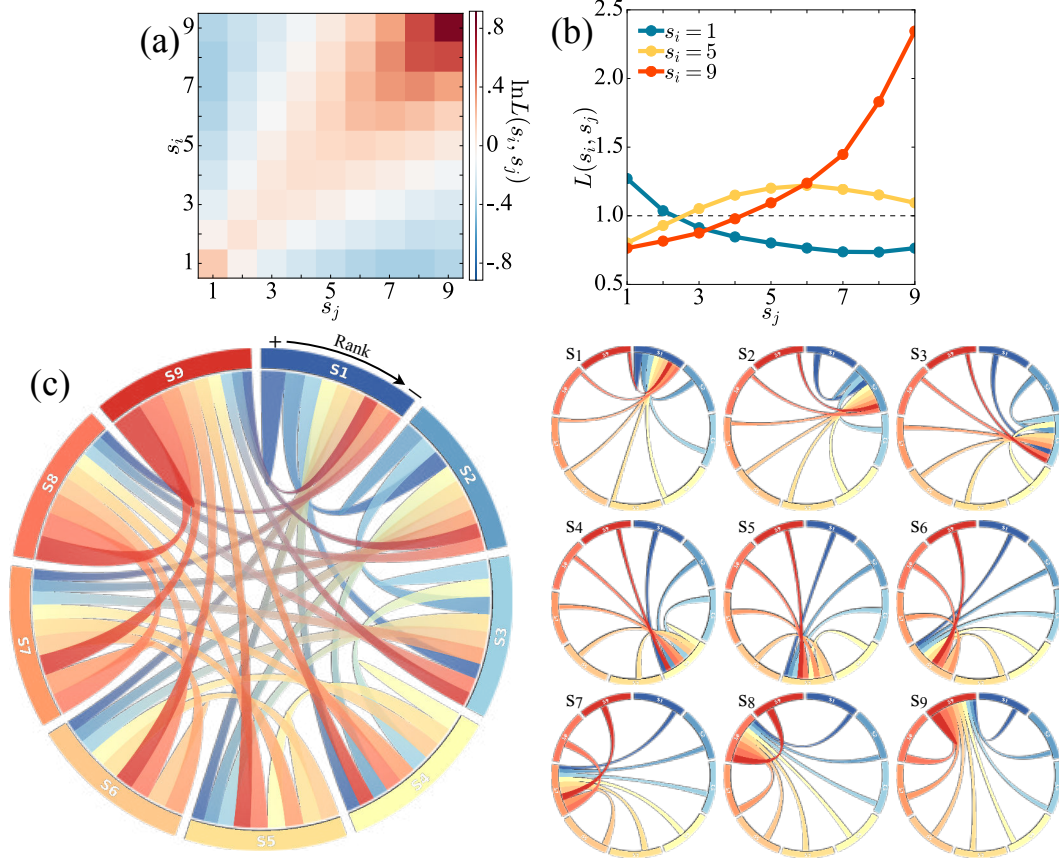 (a)
9
7
5
3
1
s_i
1
3
5
7
9
s_j
.8
.4
0
-.4
-.8
lnL(s_i, s_j)
(b)
s_i = 1
s_i = 5
s_i = 9
2.5
2.0
1.5
1.0
0.5
L(s_i, s_j)
1
3
5
7
9
s_j
(c)
+ Rank -
S1
S2
S3
S4
S5
S6
S7
S8
S9
S1
S2
S3
S4
S5
S6
S7
S8
S9